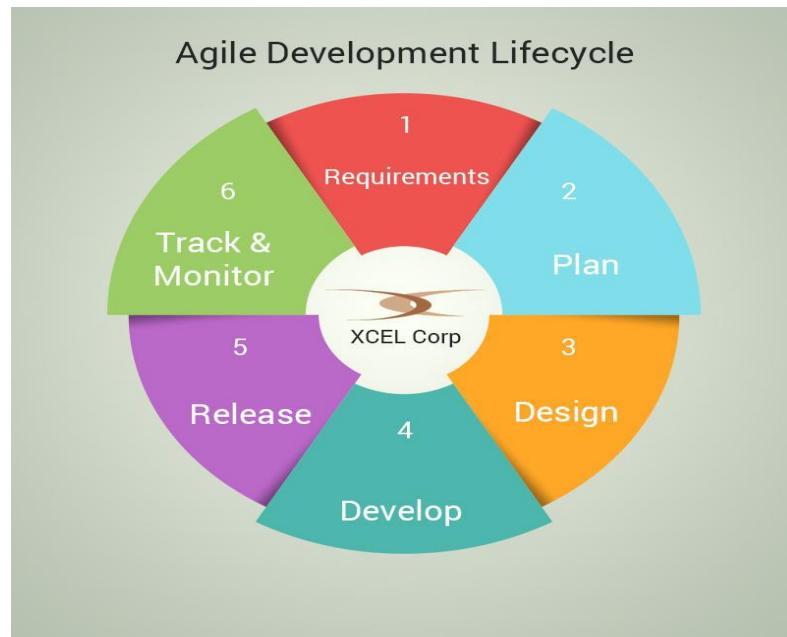 Agile Development Lifecycle
1
Requirements
2
Plan
3
Design
4
Develop
5
Release
6
Track &
Monitor
XCEL Corp